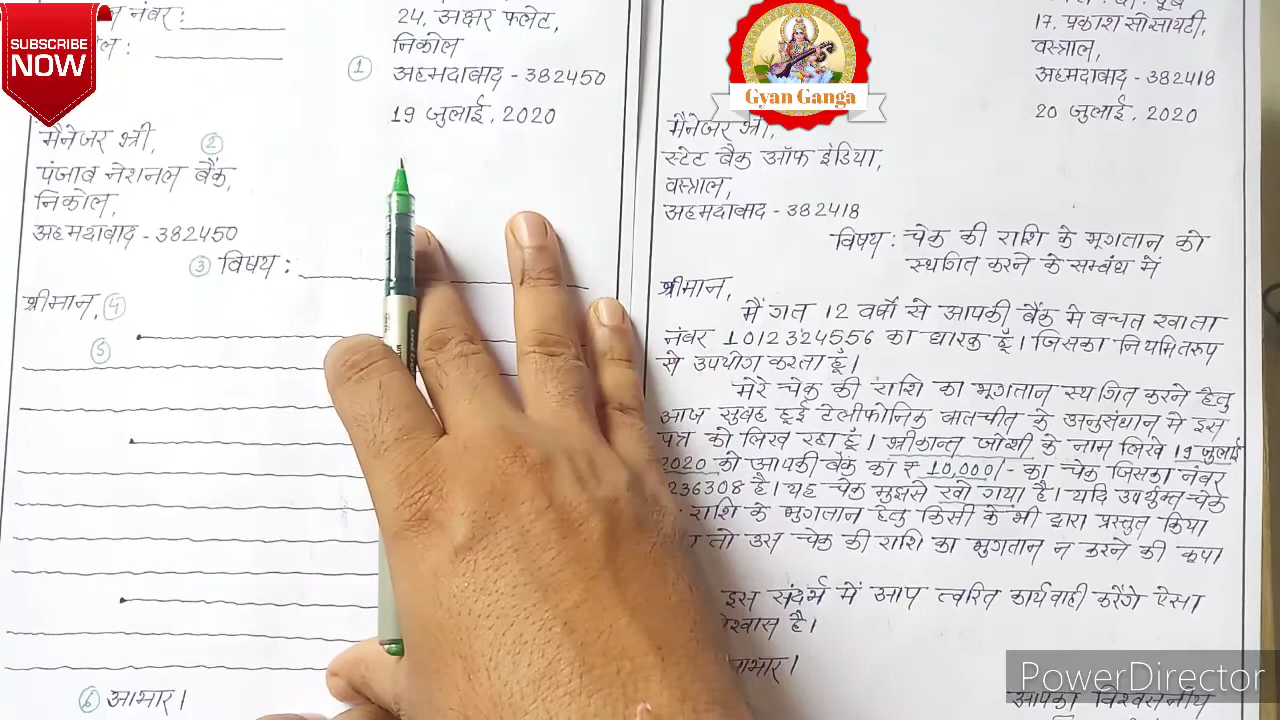 SUBSCRIBE
NOW
नंबर :
24, अक्षर फ्लेट,
निकोल
① अहमदाबाद - 382450
19 जुलाई, 2020
मैनेजर श्री, ②
पंजाब नेशनल बैंक,
निकोल,
अहमदाबाद - 382450
③ विषय :
श्रीमान, ④
⑤
⑥ आभार।
Gyan Ganga
17, प्रकाश सोसायटी,
वस्त्राल,
अहमदाबाद - 382418
20 जुलाई, 2020
मैनेजर श्री,
स्टेट बैंक ऑफ इंडिया,
वस्त्राल,
अहमदाबाद - 382418
विषय : चेक की राशि के भूगतान को
स्थगित करने के सम्बंध में
श्रीमान,
मैं गत 12 वर्षो से आपकी बैंक मे बचत खाता
नंबर 1012324556 का धारक हूँ। जिसका नियमितरुप
से उपयोग करता हूँ।
मेरे चेक की राशि का भूगतान स्थगित करने हेतु
आज सुबह हुई टेलीफोनिक बातचीत के अनुसंधान मे इस
पत्र को लिख रहा हूँ। श्रीकान्त जोशी के नाम लिखे 19 जुलाई
2020 को आपकी बैंक का ₹ 10,000/- का चेक जिसका नंबर
236308 है। यह चेक मुझसे खो गया है। यदि उपर्युक्त चेक
राशि के भुगतान हेतु किसी के भी द्वारा प्रस्तुत किया
तो उस चेक की राशि का भुगतान न करने की कृपा
इस संदर्भ में आप त्वरित कार्यवाही करेंगे ऐसा
है।
आपका विश्वसनीय
PowerDirector